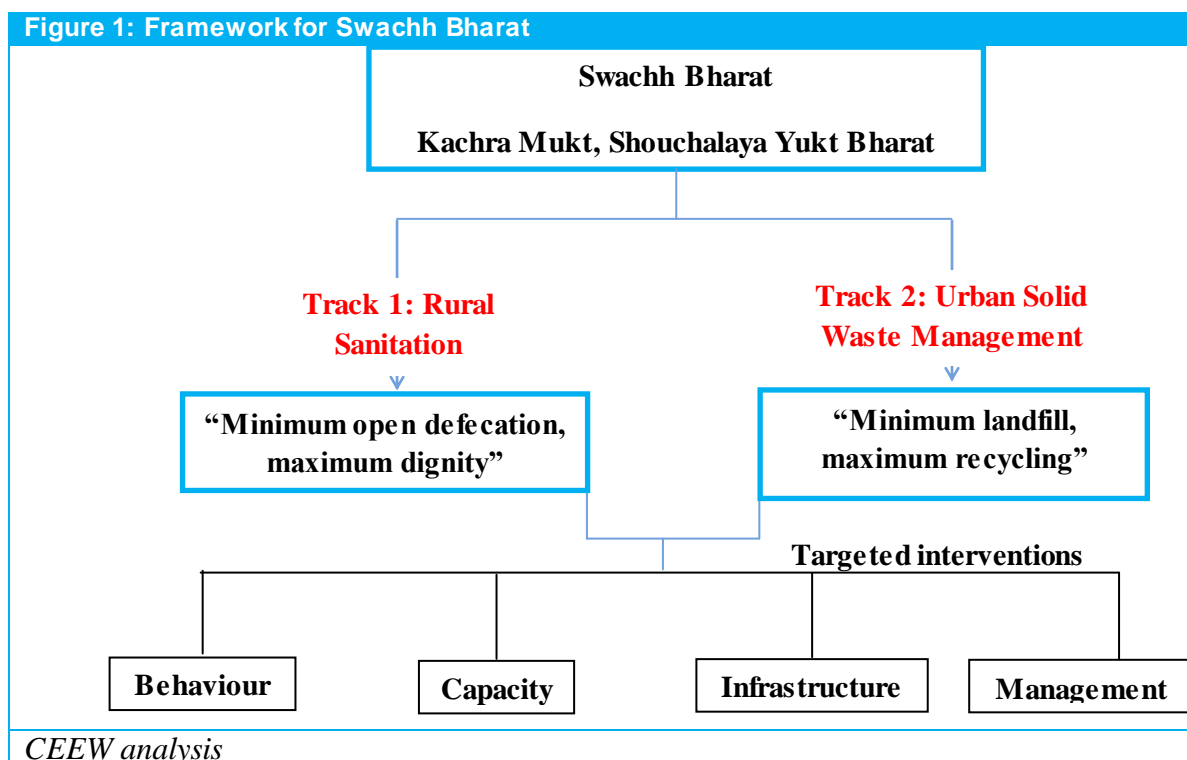 Figure 1: Framework for Swachh Bharat
Swachh Bharat
Kachra Mukt, Shouchalaya Yukt Bharat
Track 1: Rural
Sanitation
Track 2: Urban Solid
Waste Management
“Minimum open defecation,
maximum dignity”
“Minimum landfill,
maximum recycling”
Targeted interventions
Behaviour
Capacity
Infrastructure
Management
CEEW analysis